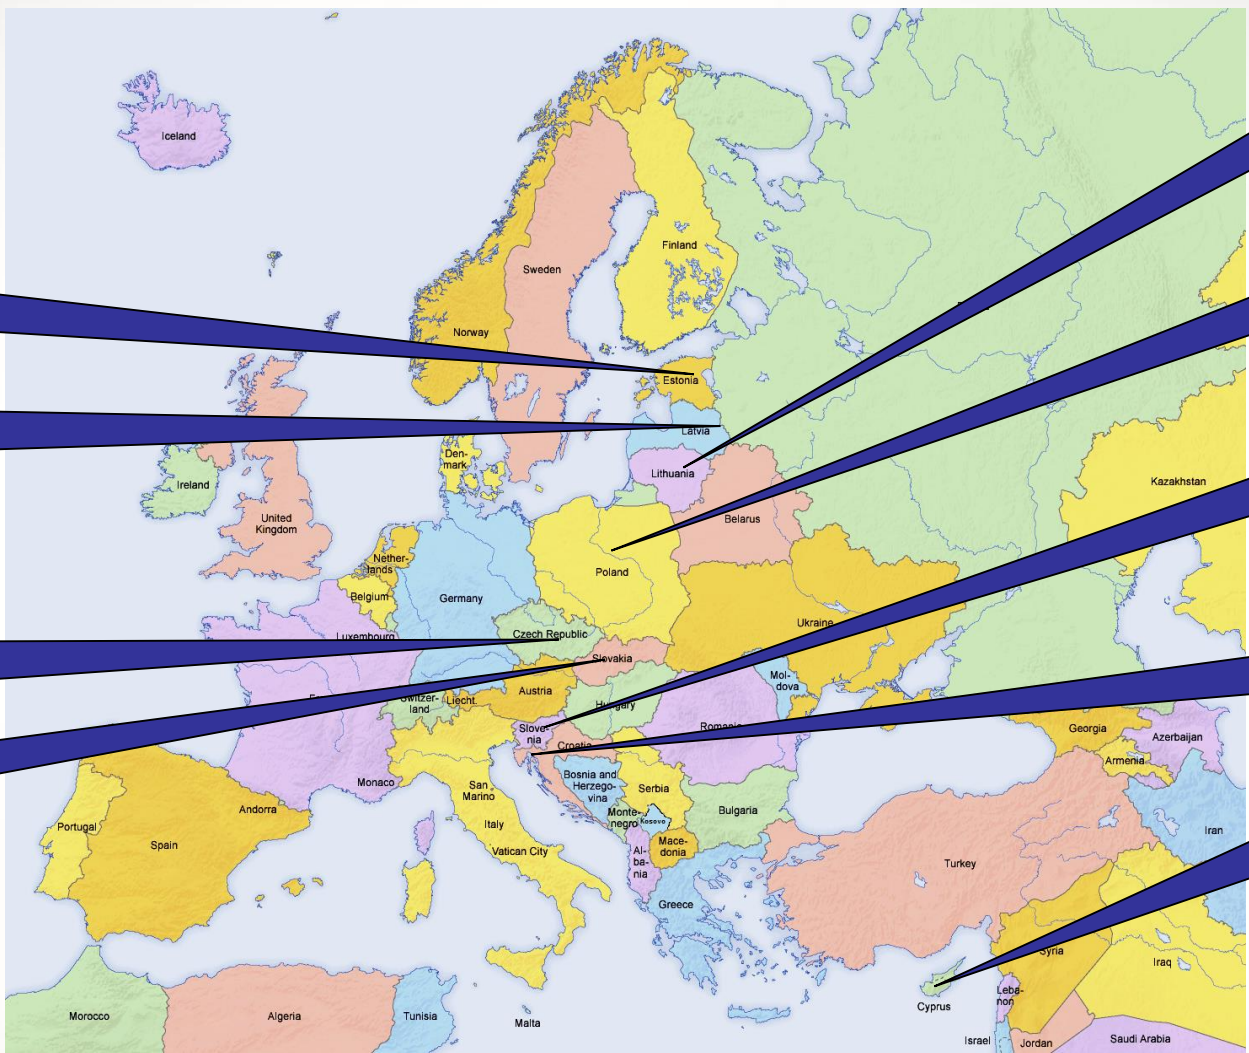 Iceland
Finland
Sweden
Norway
Estonia
Latvia
Den-
mark
Lithuania
Ireland
Kazakhstan
United
Kingdom
Belarus
Nether-
lands
Poland
Belgium
Germany
Ukraine
Luxembourg
Czech Republic
Slovakia
Mol-
dova
Austria
Switzer-
land
Liecht.
Hungary
Slove-
nia
Romania
Georgia
Azerbaijan
Croatia
Armenia
Monaco
San
Marino
Bosnia and
Herzego-
vina
Serbia
Andorra
Monte-
negro
Kosovo
Bulgaria
Portugal
Italy
Iran
Spain
Vatican City
Mace-
donia
Al-
ba-
nia
Turkey
Greece
Syria
Iraq
Leba-
non
Cyprus
Morocco
Algeria
Tunisia
Malta
Israel
Jordan
Saudi Arabia